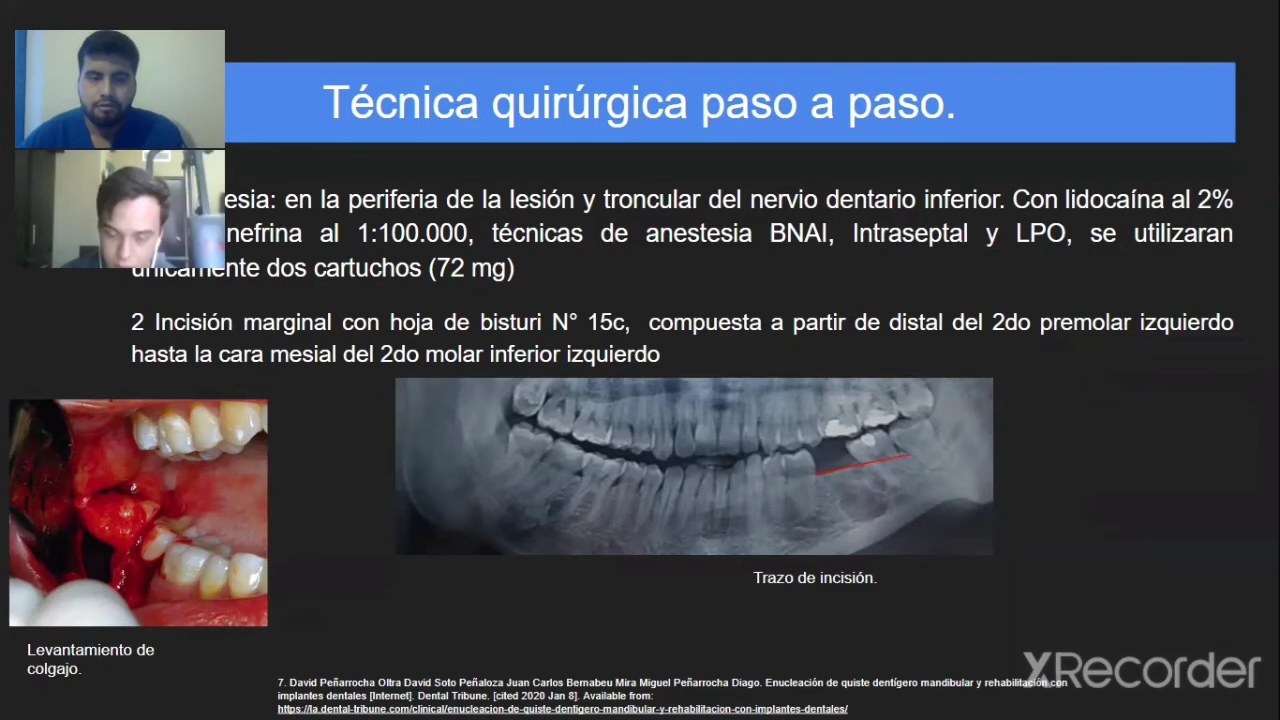 Técnica quirúrgica paso a paso.
esia: en la periferia de la lesión y troncular del nervio dentario inferior. Con lidocaína al 2%
nefrina al 1:100.000, técnicas de anestesia BNAI, Intraseptal y LPO, se utilizaran
únicamente dos cartuchos (72 mg)
2 Incisión marginal con hoja de bisturi N° 15c, compuesta a partir de distal del 2do premolar izquierdo
hasta la cara mesial del 2do molar inferior izquierdo
Trazo de incisión.
Levantamiento de
colgajo.
XRecorder
7. David Peñarrocha Oltra David Soto Peñaloza Juan Carlos Bernabeu Mira Miguel Peñarrocha Diago. Enucleación de quiste dentígero mandibular y rehabilitación con
implantes dentales [Internet]. Dental Tribune. [cited 2020 Jan 8]. Available from:
https://la.dental-tribune.com/clinical/enucleacion-de-quiste-dentigero-mandibular-y-rehabilitacion-con-implantes-dentales/